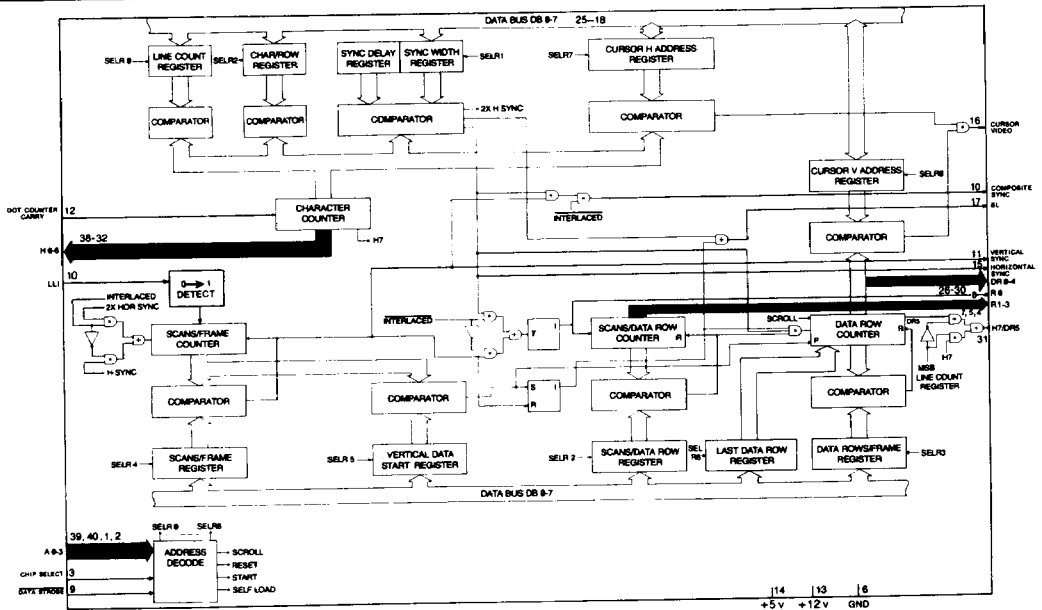 DATA BUS DB 0-7 25-18
SELR 0
LINE COUNT
REGISTER
SELR2
CHAR/ROW
REGISTER
SYNC DELAY
REGISTER
SYNC WIDTH
REGISTER
SELR1
SELR7
CURSOR H ADDRESS
REGISTER
COMPARATOR
COMPARATOR
COMPARATOR
2X H SYNC
COMPARATOR
16
CURSOR
VIDEO
CURSOR V ADDRESS
REGISTER
SELR8
DOT COUNTER
CARRY
12
CHARACTER
COUNTER
H7
INTERLACED
10
COMPOSITE
SYNC
17
BL
COMPARATOR
38-32
H 0-6
11
VERTICAL
SYNC
15
HORIZONTAL
SYNC
DR 0-4
LLI
10
0 → 1
DETECT
26-30
R 0
R1-3
INTERLACED
2X HOR SYNC
H-SYNC
SCANS/FRAME
COUNTER
INTERLACED
T
I
SCANS/DATA ROW
COUNTER
R
SCROLL
P
DATA ROW
COUNTER
R
DR5
7, 5, 4
H7/DR5
31
H7
MSB
LINE COUNT
REGISTER
COMPARATOR
COMPARATOR
S
I
R
COMPARATOR
COMPARATOR
SELR 4
SCANS/FRAME
REGISTER
SELR 5
VERTICAL DATA
START REGISTER
SELR 2
SCANS/DATA ROW
REGISTER
SEL
R6
LAST DATA ROW
REGISTER
DATA ROWS/FRAME
REGISTER
SELR3
DATA BUS DB 0-7
SELR 0
SELR8
39, 40, 1, 2
A 0-3
ADDRESS
DECODE
SCROLL
RESET
START
SELF LOAD
CHIP SELECT
3
DATA STROBE
9
14
+5 V
13
+12 V
6
GND